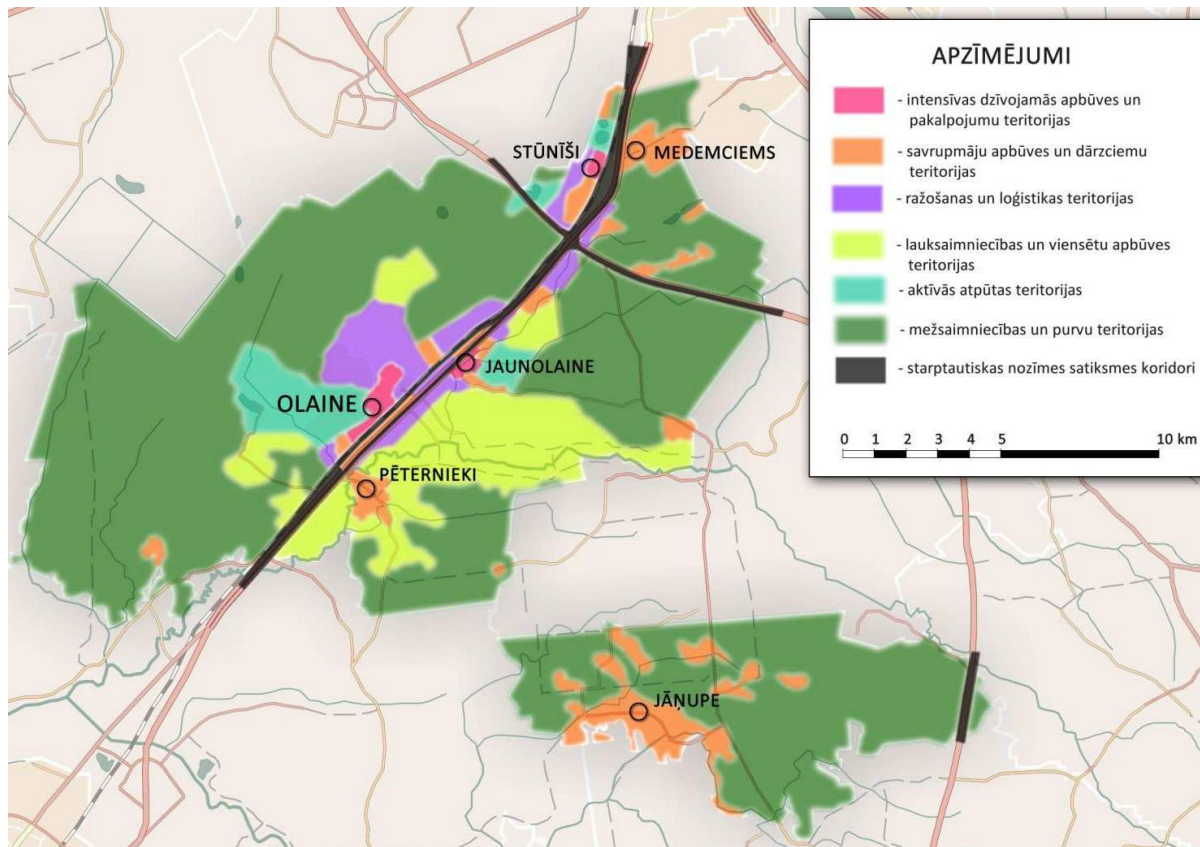 APZĪMĒJUMI
- intensīvas dzīvojamās apbūves un
pakalpojumu teritorijas
- savrupmāju apbūves un dārzciemu
teritorijas
- ražošanas un loģistikas teritorijas
- lauksaimniecības un viensētu apbūves
teritorijas
- aktīvās atpūtas teritorijas
- mežsaimniecības un purvu teritorijas
- starptautiskas nozīmes satiksmes koridori
0 1 2 3 4 5 10 km
STŪNĪŠI
MEDEMCIEMS
JAUNOLAINE
OLAINE
PĒTERNIEKI
JĀŅUPE